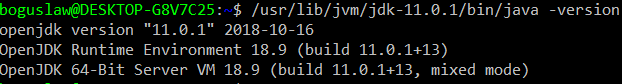 boguslaw@DESKTOP-G8V7C25:~$ /usr/lib/jvm/jdk-11.0.1/bin/java -version
openjdk version "11.0.1" 2018-10-16
OpenJDK Runtime Environment 18.9 (build 11.0.1+13)
OpenJDK 64-Bit Server VM 18.9 (build 11.0.1+13, mixed mode)